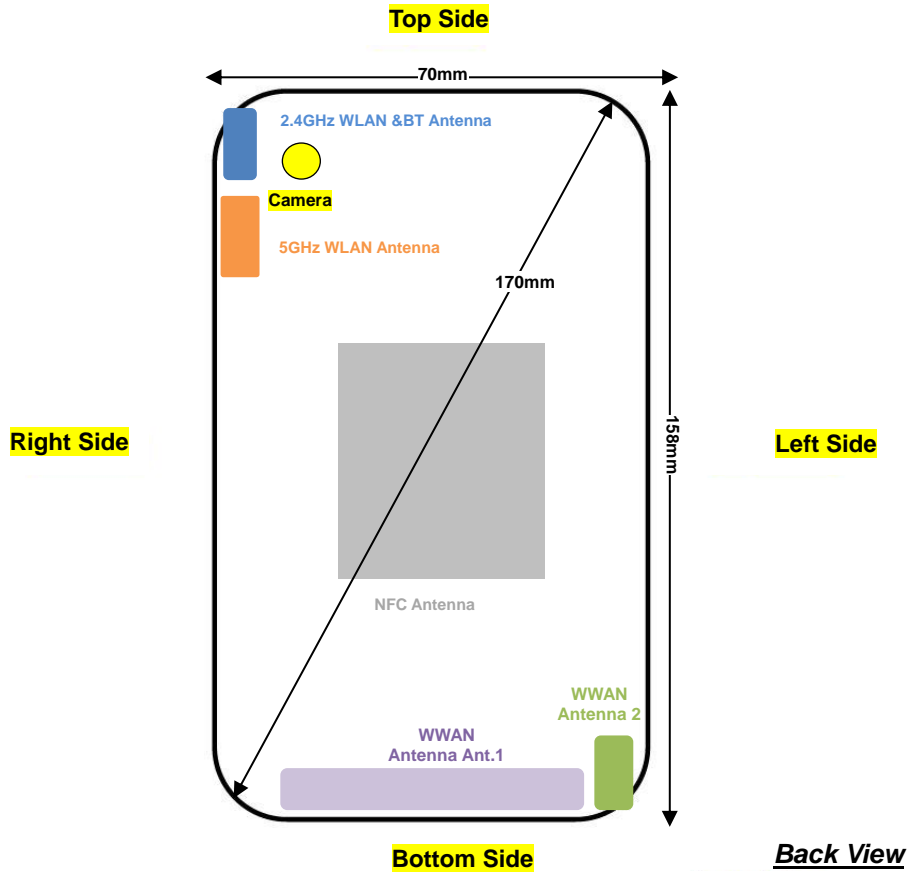 Top Side
70mm
2.4GHz WLAN &BT Antenna
Camera
5GHz WLAN Antenna
170mm
Right Side
158mm
Left Side
NFC Antenna
WWAN
Antenna 2
WWAN
Antenna Ant.1
Bottom Side
Back View